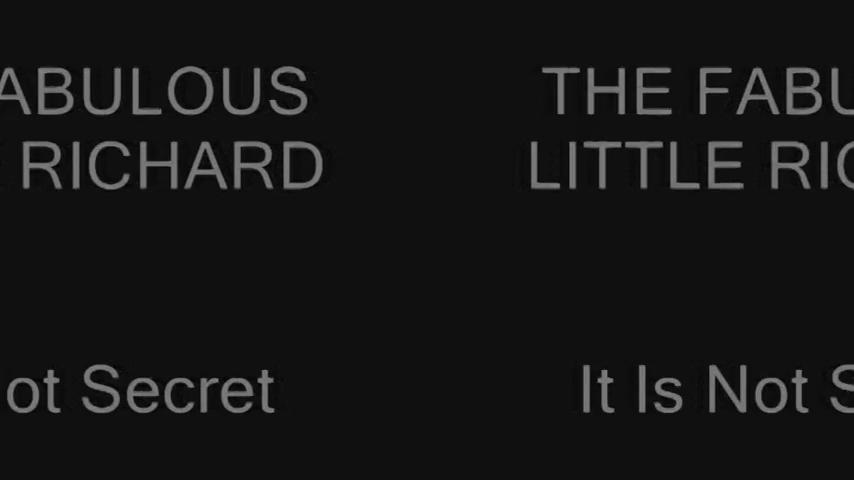 ABULOUS THE FABU
RICHARD LITTLE RIC
ot Secret It Is Not S